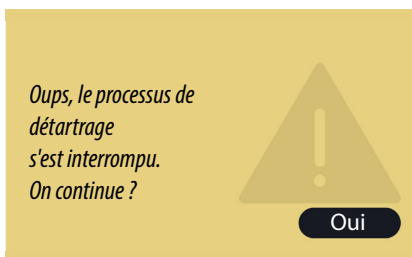 Oups, le processus de
détartrage
s'est interrompu.
On continue ?
Oui